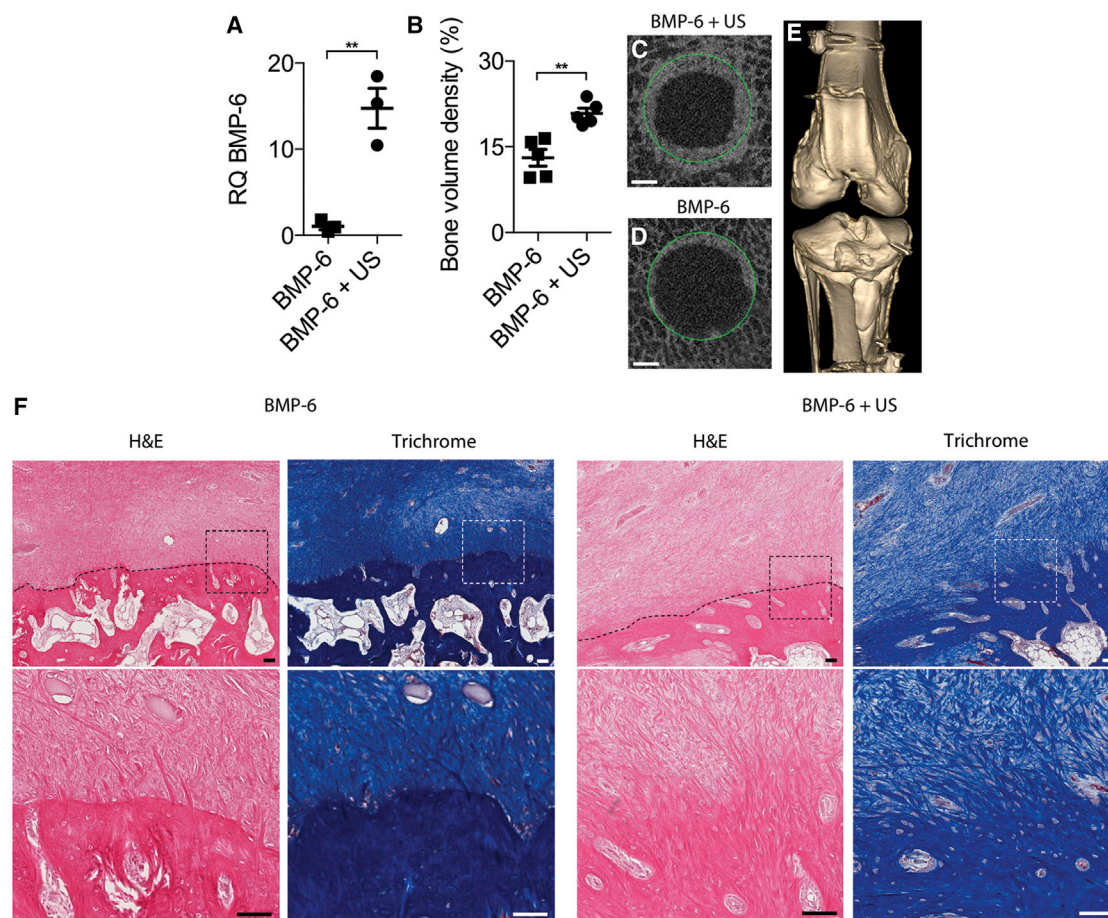 A
RQ BMP-6
20
10
0
**
BMP-6
BMP-6 + US
B
Bone volume density (%)
30
15
0
**
BMP-6
BMP-6 + US
BMP-6 + US
C
BMP-6
D
E
F
BMP-6
BMP-6 + US
H&E
Trichrome
H&E
Trichrome